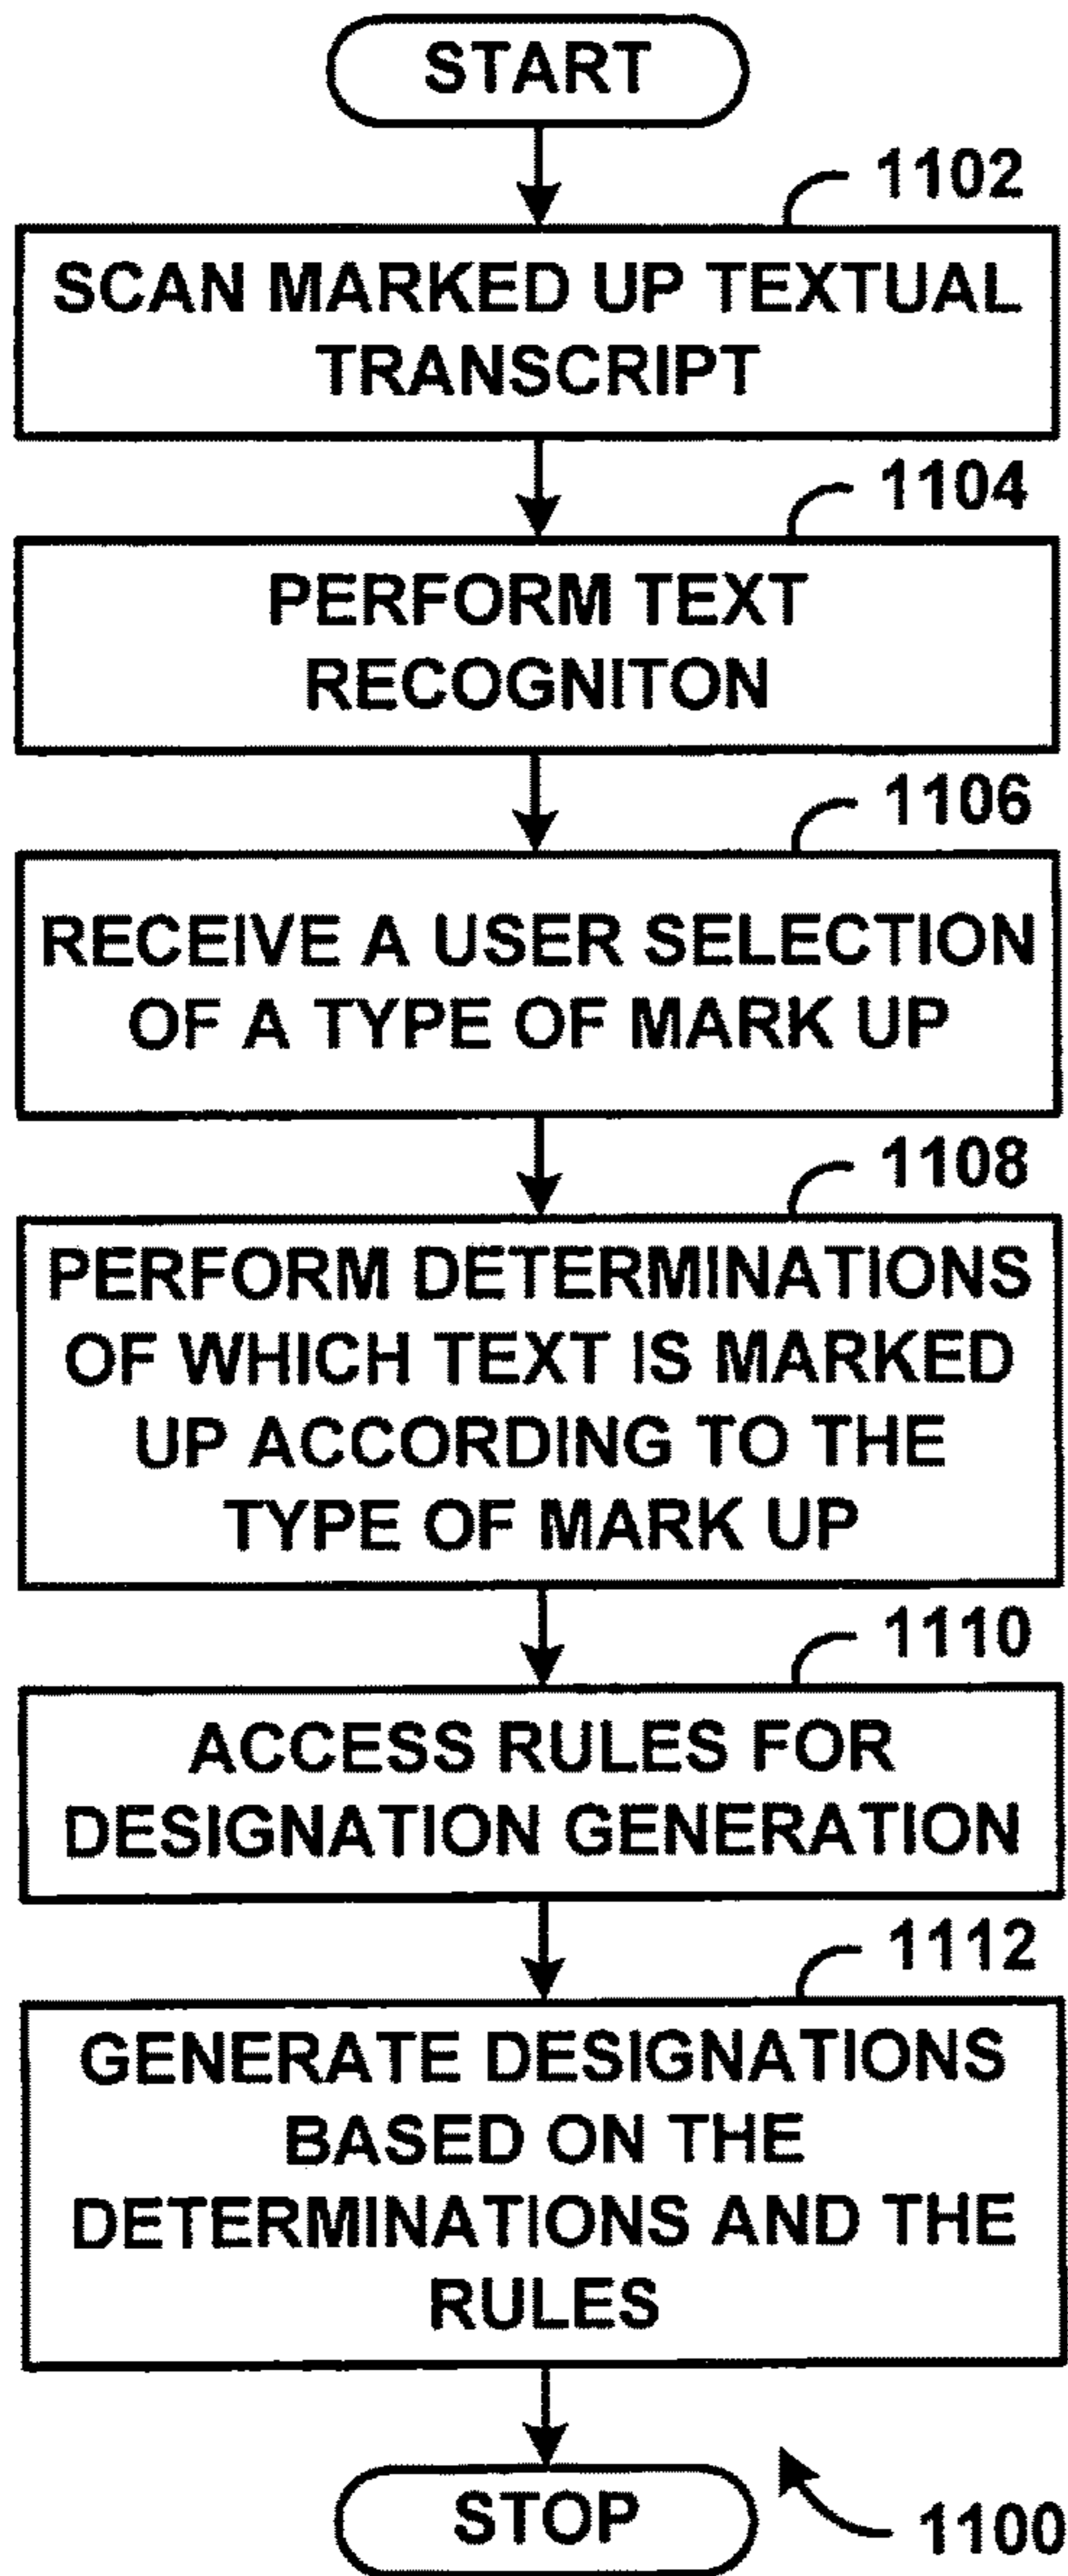 START
1102
SCAN MARKED UP TEXTUAL
TRANSCRIPT
1104
PERFORM TEXT
RECOGNITON
1106
RECEIVE A USER SELECTION
OF A TYPE OF MARK UP
1108
PERFORM DETERMINATIONS
OF WHICH TEXT IS MARKED
UP ACCORDING TO THE
TYPE OF MARK UP
1110
ACCESS RULES FOR
DESIGNATION GENERATION
1112
GENERATE DESIGNATIONS
BASED ON THE
DETERMINATIONS AND THE
RULES
STOP
1100